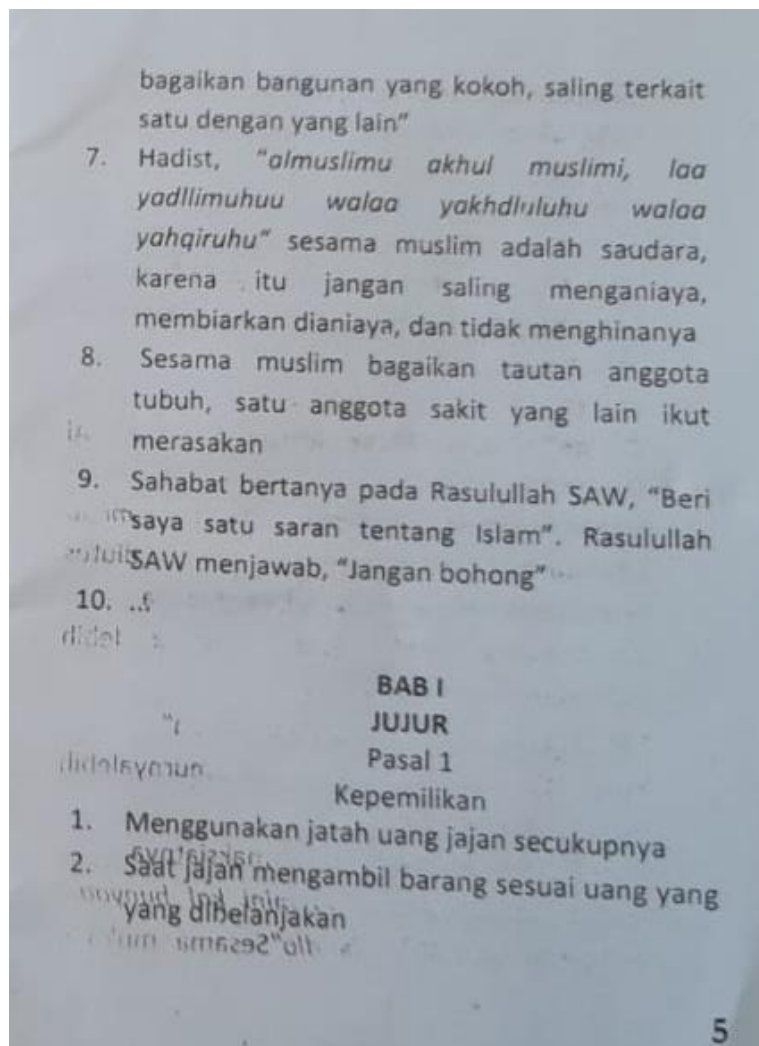 bagaikan bangunan yang kokoh, saling terkait
satu dengan yang lain"
7. Hadist, "almuslimu akhul muslimi, laa
yadllimuhuu walaa yakhdluluhu walaa
yahqiruhu" sesama muslim adalah saudara,
karena itu jangan saling menganiaya,
membiarkan dianiaya, dan tidak menghinanya
8. Sesama muslim bagaikan tautan anggota
tubuh, satu anggota sakit yang lain ikut
merasakan
9. Sahabat bertanya pada Rasulullah SAW, "Beri
saya satu saran tentang Islam". Rasulullah
SAW menjawab, "Jangan bohong"
10. ..
BAB I
JUJUR
Pasal 1
Kepemilikan
1. Menggunakan jatah uang jajan secukupnya
2. Saat jajan mengambil barang sesuai uang yang
yang dibelanjakan
5